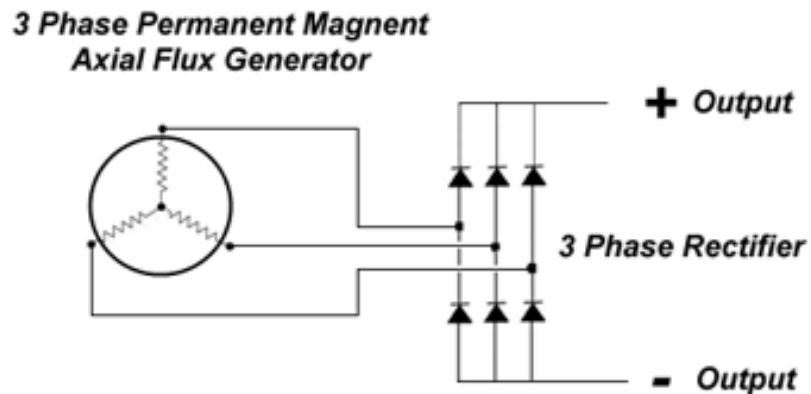 3 Phase Permanent Magnent
Axial Flux Generator
+ Output
3 Phase Rectifier
- Output